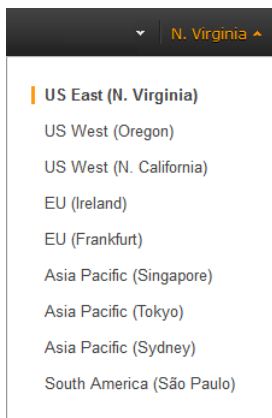 N. Virginia
US East (N. Virginia)
US West (Oregon)
US West (N. California)
EU (Ireland)
EU (Frankfurt)
Asia Pacific (Singapore)
Asia Pacific (Tokyo)
Asia Pacific (Sydney)
South America (São Paulo)